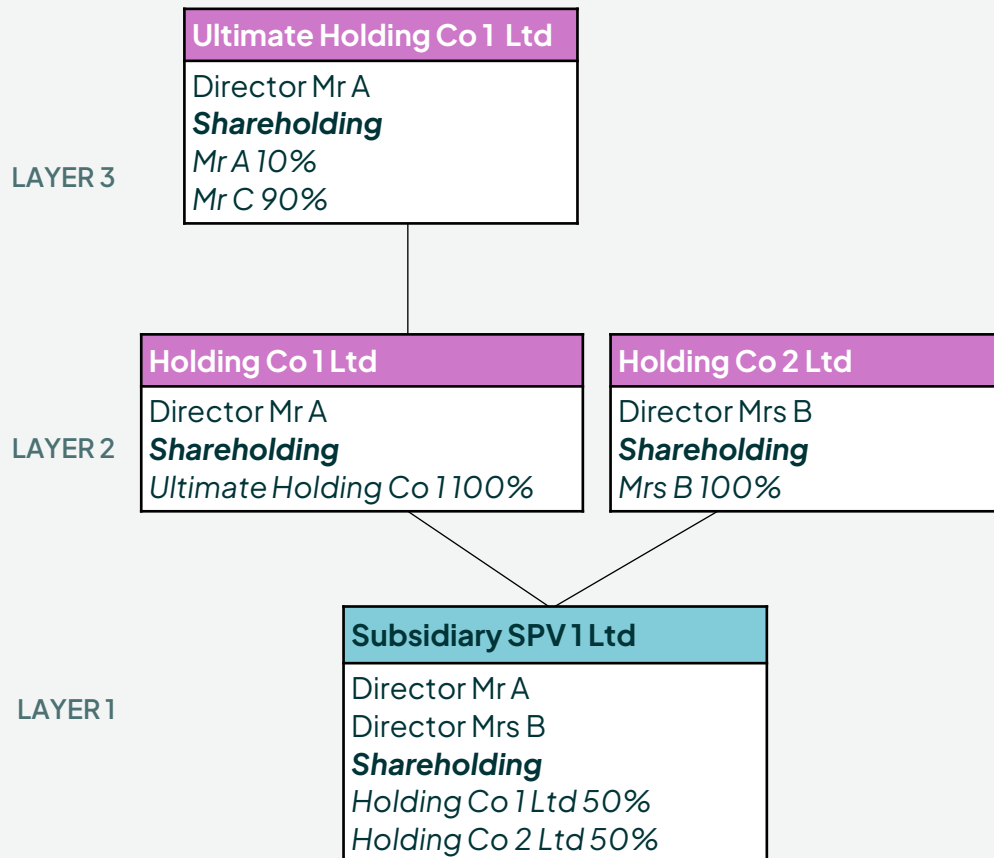 Ultimate Holding Co 1 Ltd
Director Mr A
Shareholding
LAYER 3
Mr A 10%
Mr C 90%
Holding Co 1 Ltd
Director Mr A
LAYER 2
Shareholding
Ultimate Holding Co 1 100%
Holding Co 2 Ltd
Director Mrs B
Shareholding
Mrs B 100%
Subsidiary SPV 1 Ltd
Director Mr A
LAYER 1
Director Mrs B
Shareholding
Holding Co 1 Ltd 50%
Holding Co 2 Ltd 50%